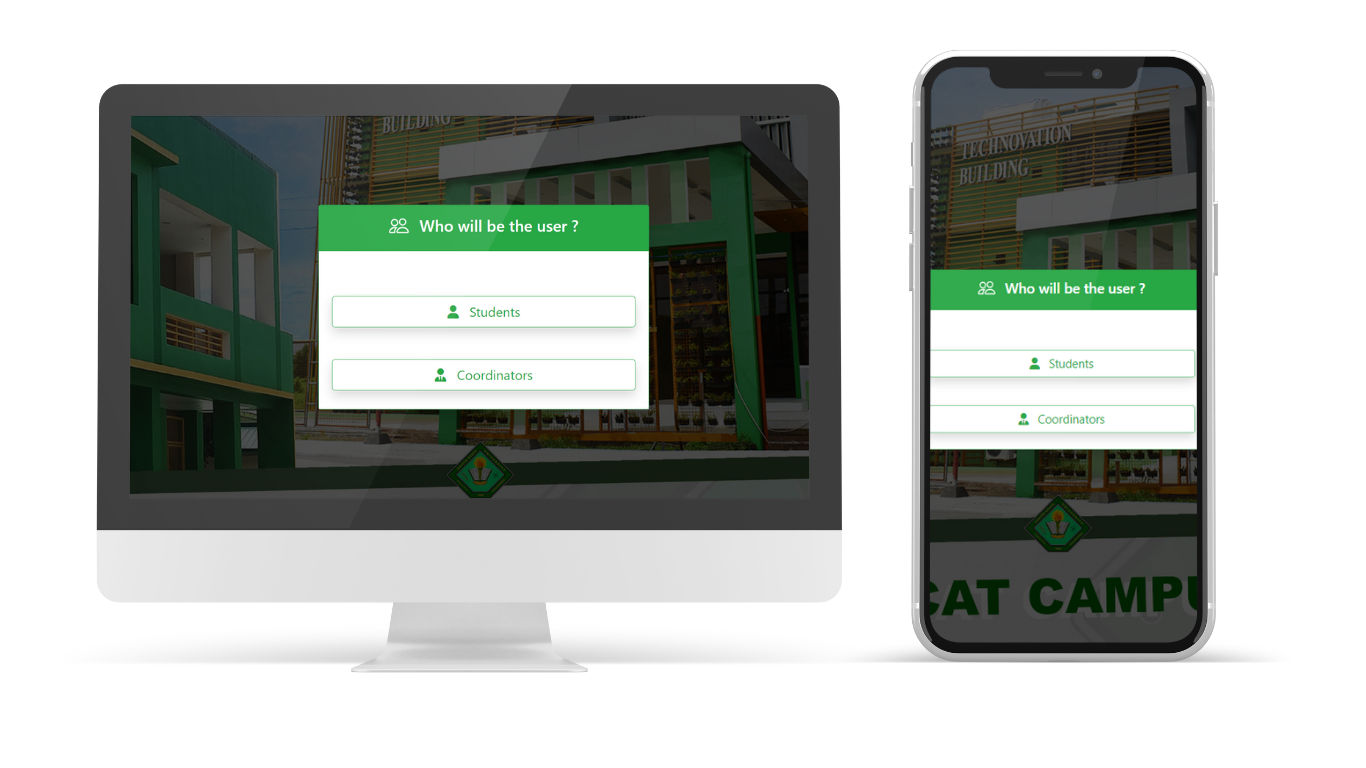 BUILDING
Who will be the user ?
Students
Coordinators
TECHNOVATION
BUILDING
Who will be the user ?
Students
Coordinators
CAT CAMPU